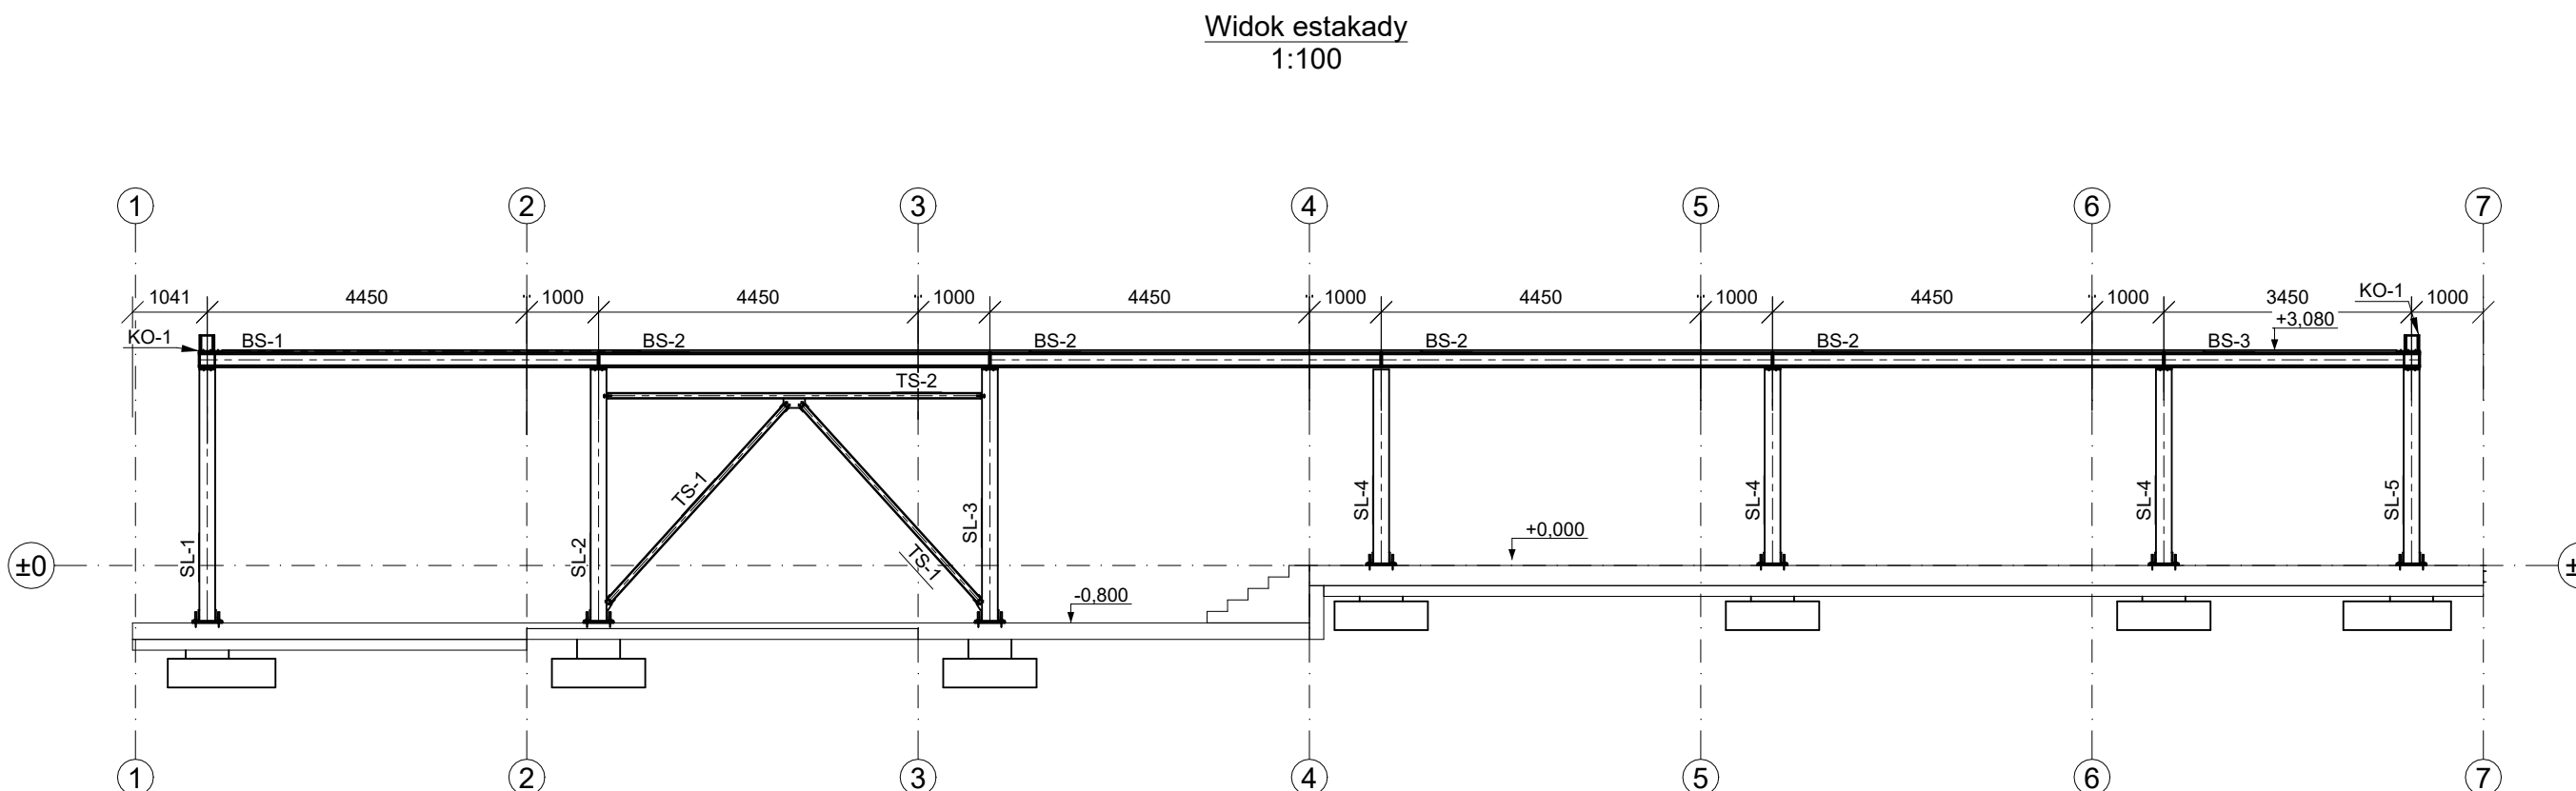 Widok estakady
1:100
1 2 3 4 5 6 7
1041 4450 1000 4450 1000 4450 1000 4450 1000 4450 1000 3450 1000
KO-1
+3,080
KO-1 BS-1 BS-2 BS-2 BS-2 BS-2 BS-3
TS-2
TS-1
SL-3 SL-4 SL-4 SL-4 SL-5
+0,000
SL-1 SL-2 TS-1
±0 ±
-0,800
1 2 3 4 5 6 7